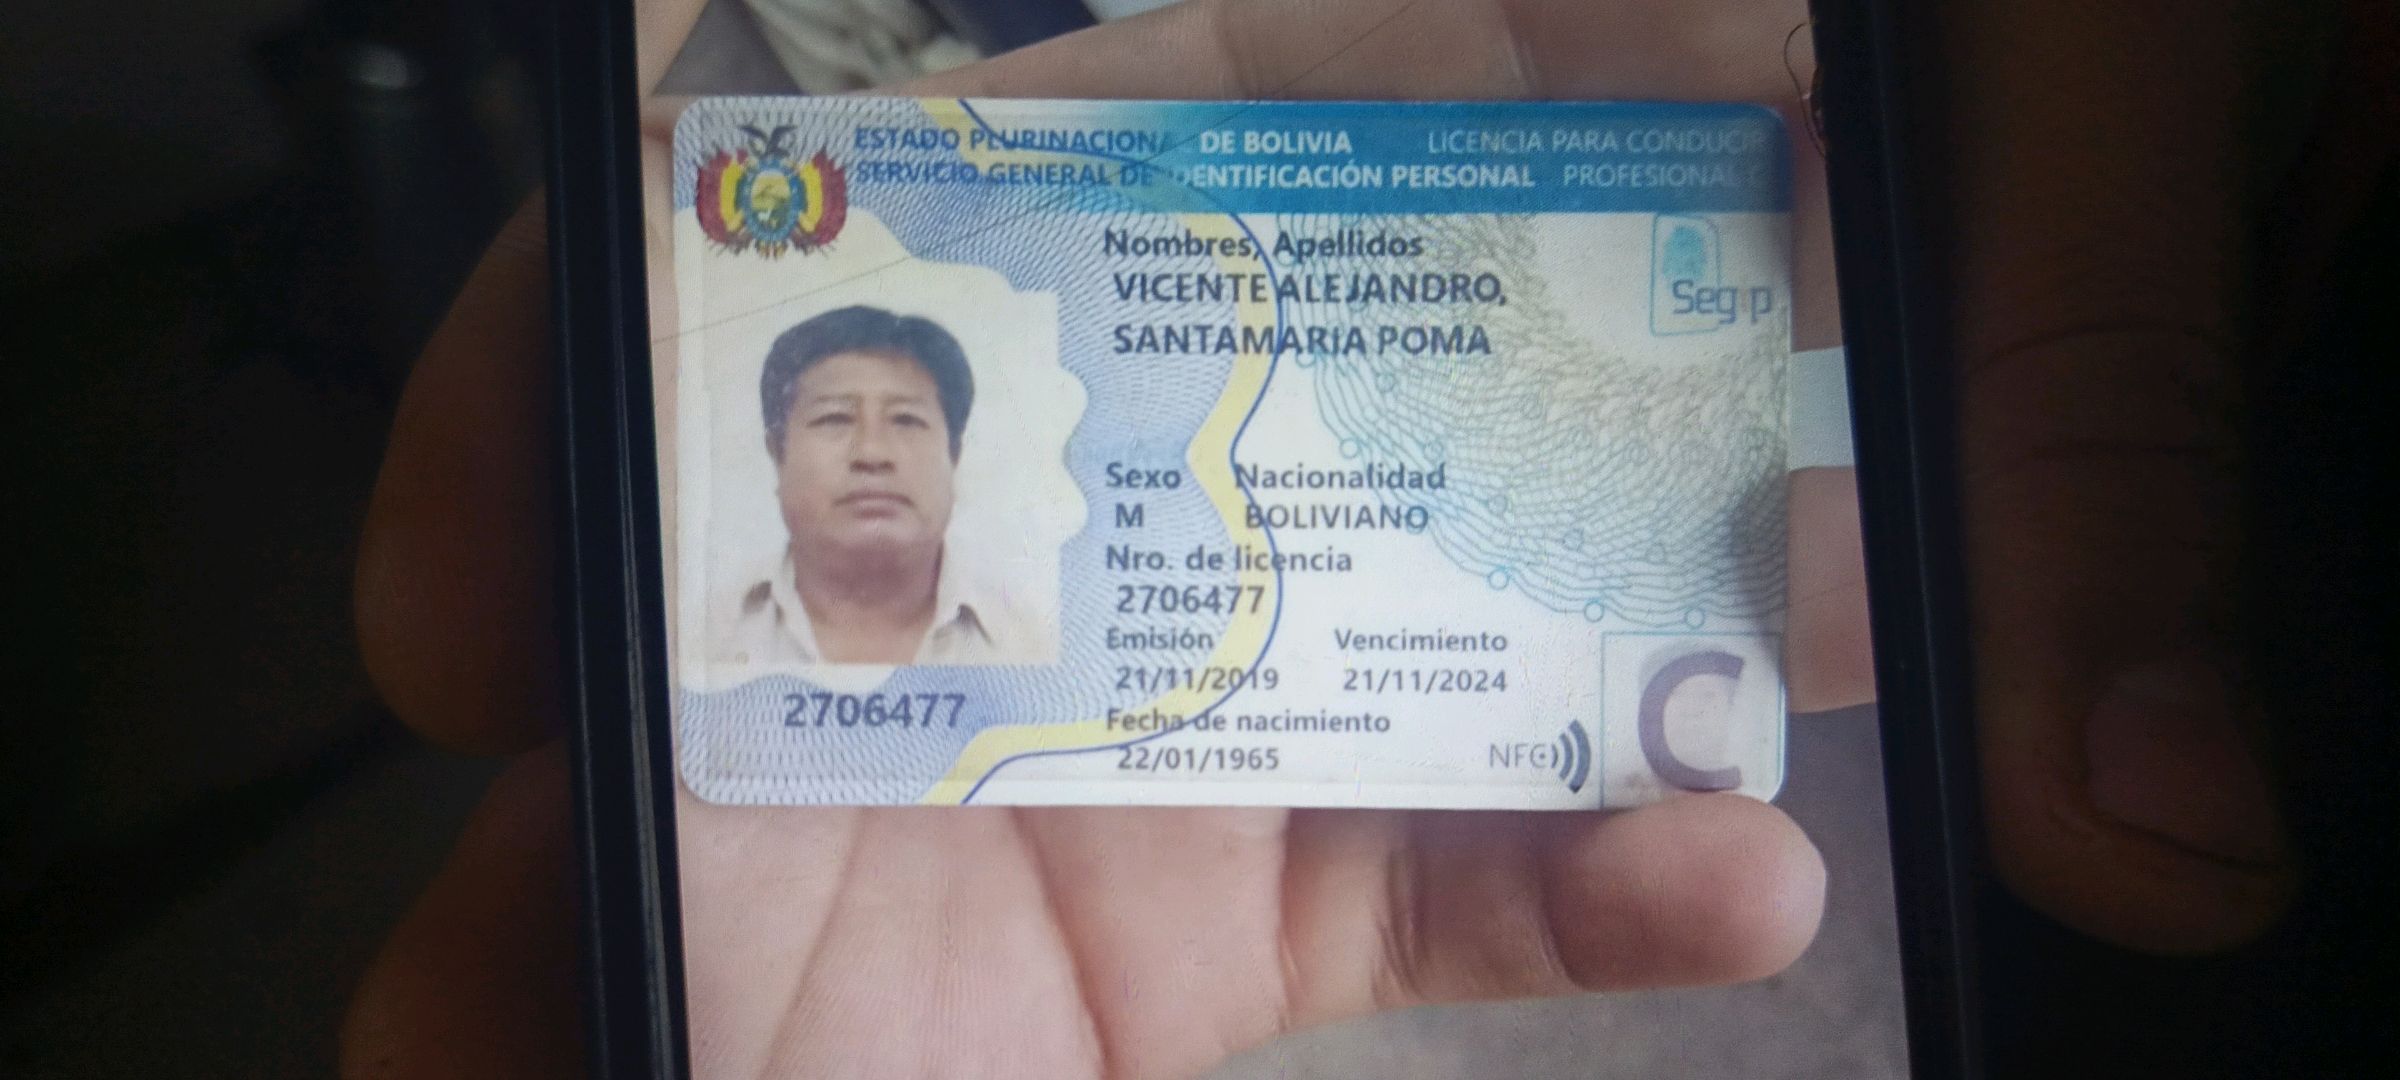 ESTADO PLURINACIONA DE BOLIVIA LICENCIA PARA CONDUCIR
SERVICIO GENERAL DE IDENTIFICACIÓN PERSONAL PROFESIONAL C
Nombres, Apellidos
VICENTE ALEJANDRO,
SANTAMARIA POMA
Segip
Sexo Nacionalidad
M BOLIVIANO
Nro. de licencia
2706477
Emisión Vencimiento
21/11/2019 21/11/2024
2706477
Fecha de nacimiento
22/01/1965
NFC
C